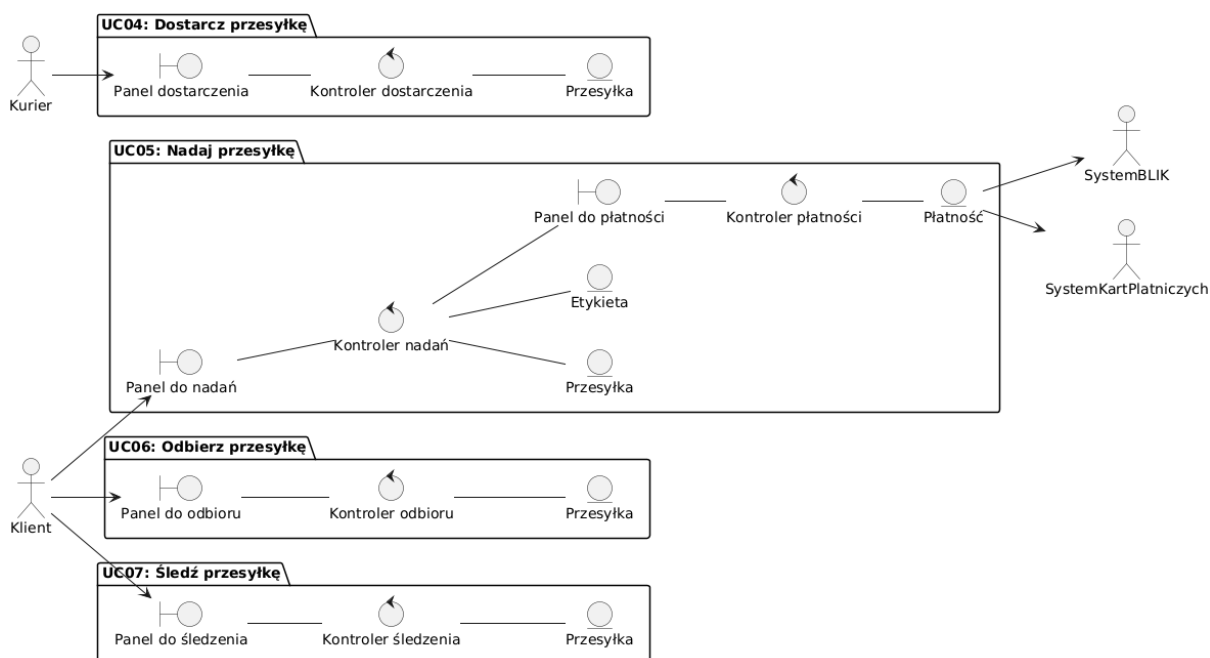 UC04: Dostarcz przesyłkę
Kurier
Panel dostarczenia
Kontroler dostarczenia
Przesyłka
UC05: Nadaj przesyłkę
SystemBLIK
Panel do płatności
Kontroler płatności
Płatność
SystemKartPlatniczych
Etykieta
Kontroler nadań
Panel do nadań
Przesyłka
UC06: Odbierz przesyłkę
Klient
Panel do odbioru
Kontroler odbioru
Przesyłka
UC07: Śledź przesyłkę
Panel do śledzenia
Kontroler śledzenia
Przesyłka